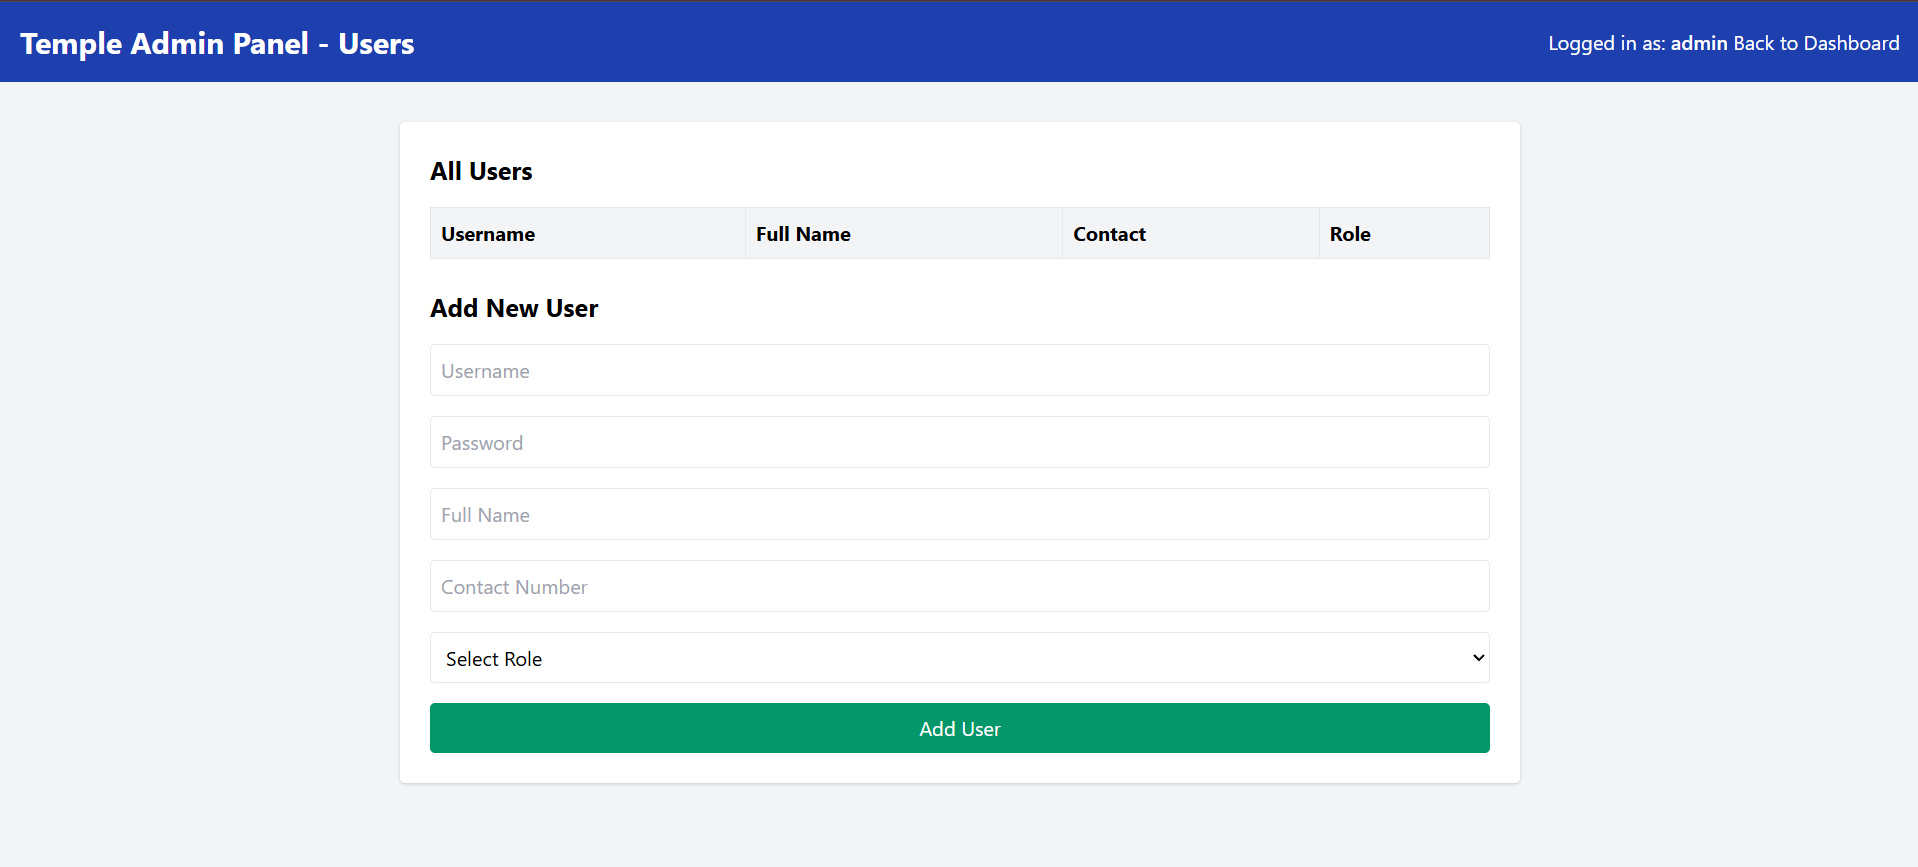 Temple Admin Panel - Users
Logged in as: admin Back to Dashboard
All Users
Username Full Name Contact Role
Add New User
Username
Password
Full Name
Contact Number
Select Role
Add User